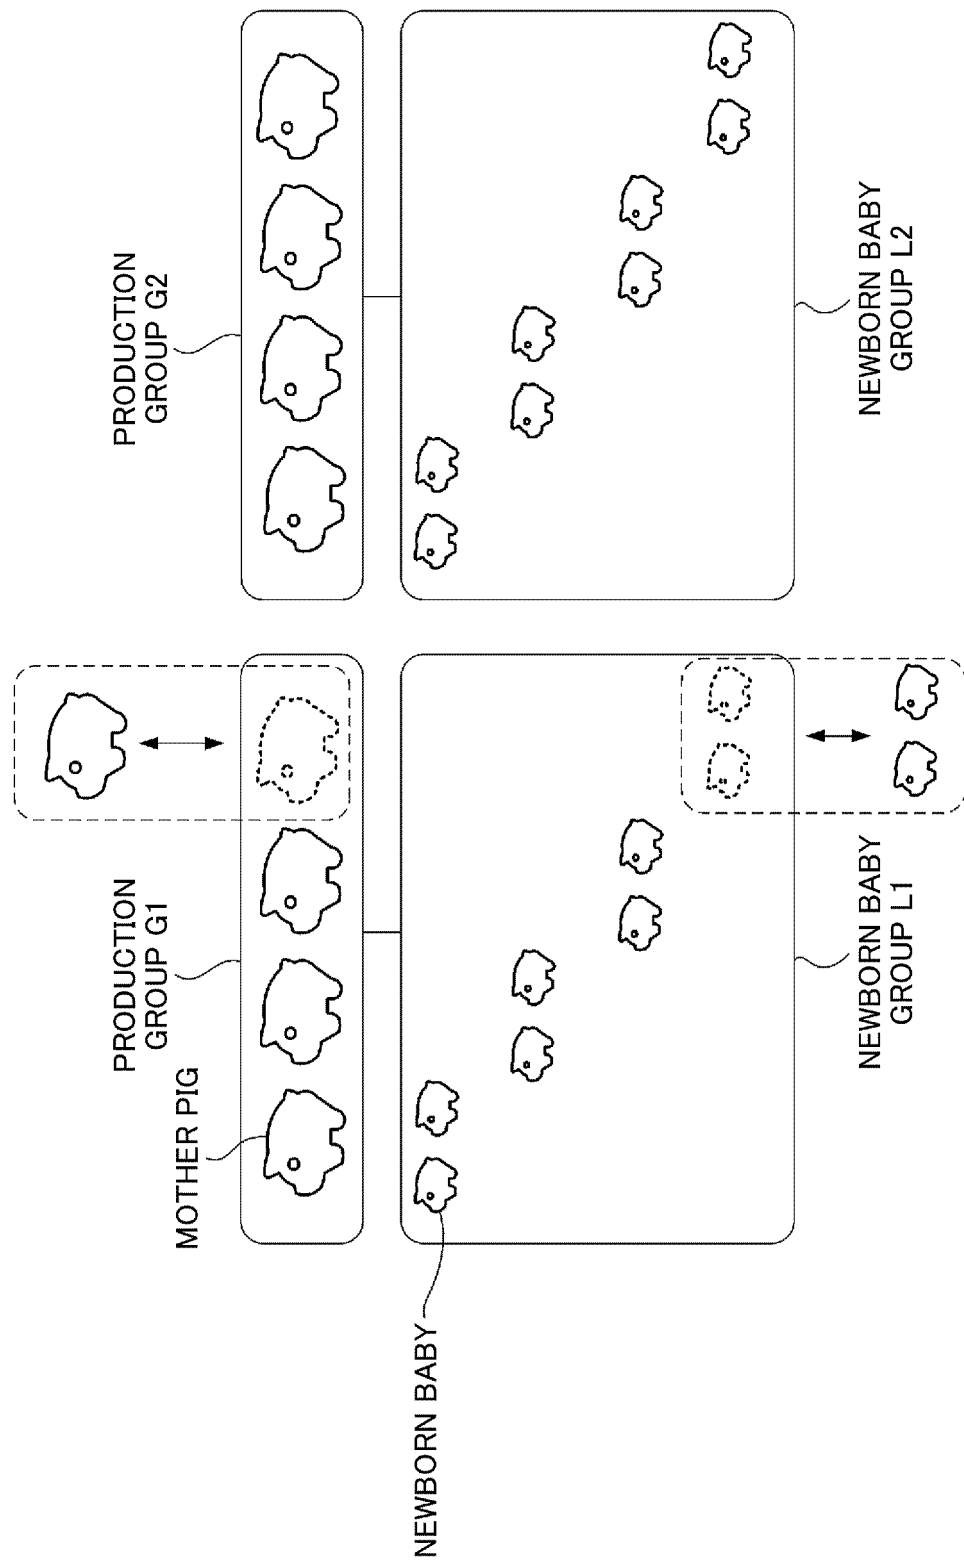 PRODUCTION
GROUP G1
MOTHER PIG
NEWBORN BABY
NEWBORN BABY
GROUP L1
PRODUCTION
GROUP G2
NEWBORN BABY
GROUP L2